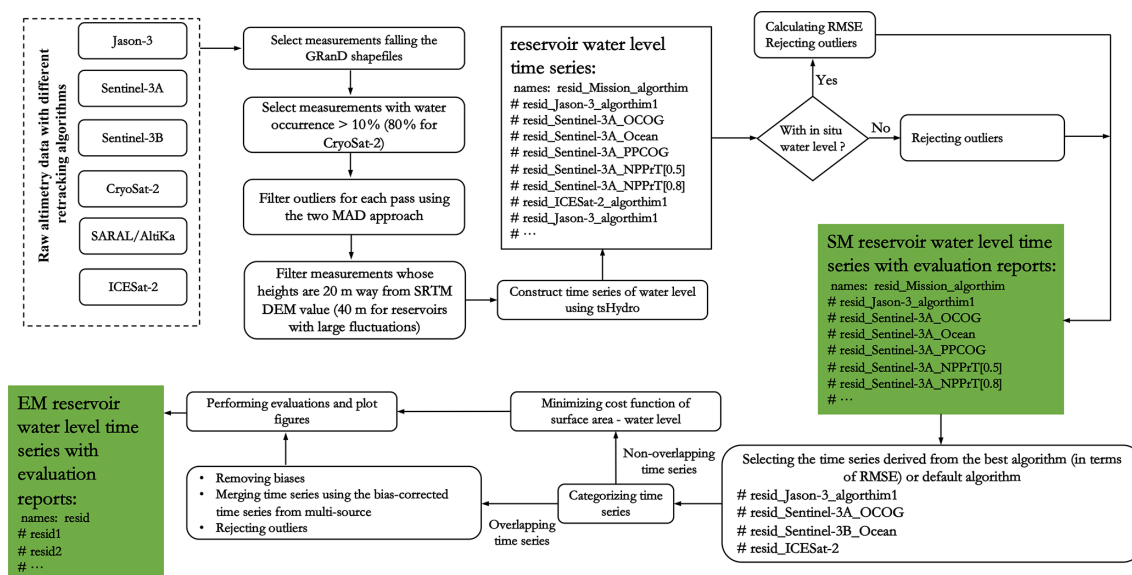 Raw altimetry data with different
retracking algorithms
Jason-3
Sentinel-3A
Sentinel-3B
CryoSat-2
SARAL/AltiKa
ICESat-2
Select measurements falling the
GRanD shapefiles
Select measurements with water
occurrence > 10% (80% for
CryoSat-2)
Filter outliers for each pass using
the two MAD approach
Filter measurements whose
heights are 20 m way from SRTM
DEM value (40 m for reservoirs
with large fluctuations)
Construct time series of water level
using tsHydro
reservoir water level
time series:
names: resid_Mission_algorthim
# resid_Jason-3_algorthim1
# resid_Sentinel-3A_OCOG
# resid_Sentinel-3A_Ocean
# resid_Sentinel-3A_PPCOG
# resid_Sentinel-3A_NPPrT[0.5]
# resid_Sentinel-3A_NPPrT[0.8]
# resid_ICESat-2_algorthim1
# resid_Jason-3_algorthim1
# …
Calculating RMSE
Rejecting outliers
Yes
With in situ
water level ?
No
Rejecting outliers
SM reservoir water level time
series with evaluation reports:
names: resid_Mission_algorthim
# resid_Jason-3_algorthim1
# resid_Sentinel-3A_OCOG
# resid_Sentinel-3A_Ocean
# resid_Sentinel-3A_PPCOG
# resid_Sentinel-3A_NPPrT[0.5]
# resid_Sentinel-3A_NPPrT[0.8]
# …
Selecting the time series derived from the best algorithm (in terms
of RMSE) or default algorithm
# resid_Jason-3_algorthim1
# resid_Sentinel-3A_OCOG
# resid_Sentinel-3B_Ocean
# resid_ICESat-2
Categorizing time
series
Non-overlapping
time series
Overlapping
time series
Minimizing cost function of
surface area - water level
• Removing biases
• Merging time series using the bias-corrected
time series from multi-source
• Rejecting outliers
Performing evaluations and plot
figures
EM reservoir
water level time
series with
evaluation
reports:
names: resid
# resid1
# resid2
# …